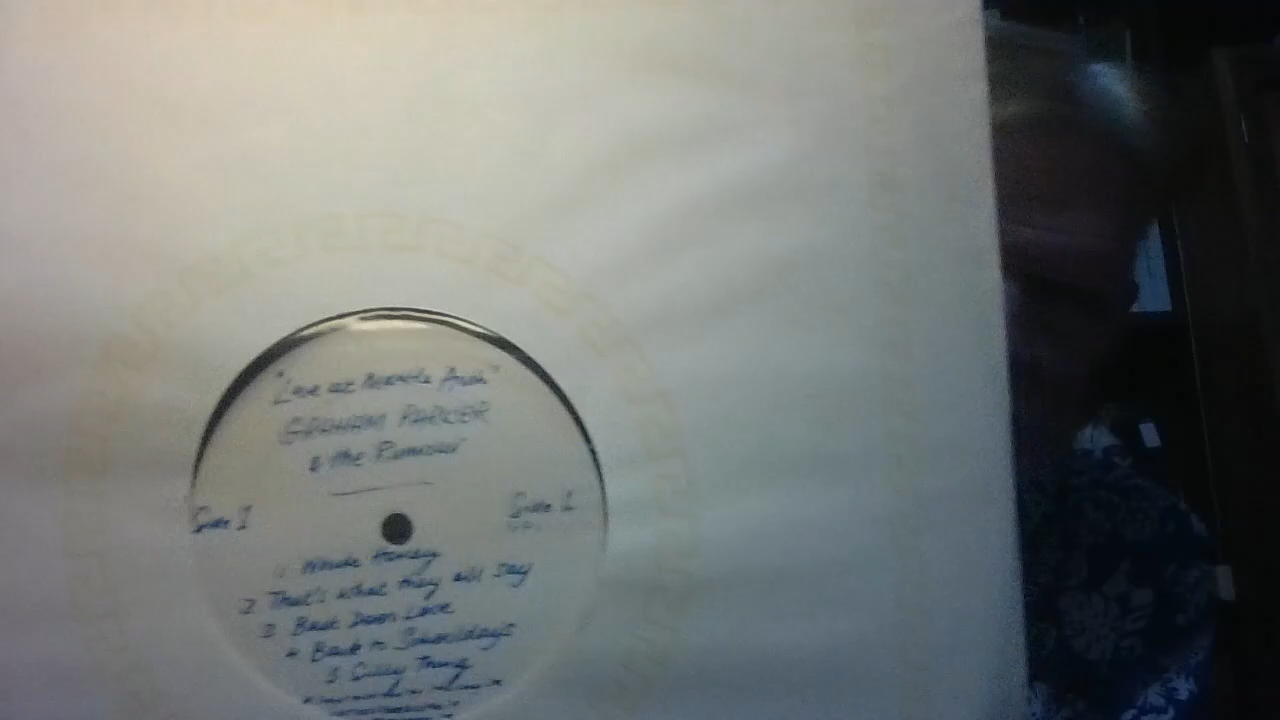 "Live at Marble Arch"
GRAHAM PARKER
& the Rumour
Side 1
Side 1
1 White Honey
2 That's what they all say
3 Back Door Love
4 Back to Schooldays
5 Silly Thing